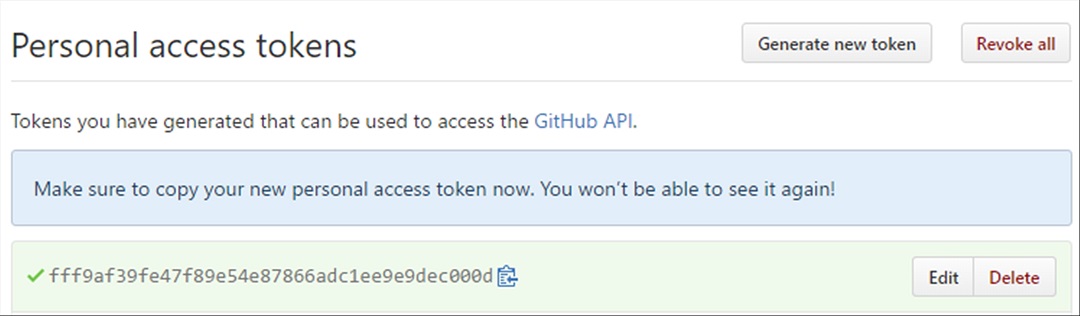 Personal access tokens
Generate new token
Revoke all
Tokens you have generated that can be used to access the GitHub API.
Make sure to copy your new personal access token now. You won't be able to see it again!
fff9af39fe47f89e54e87866adc1ee9e9dec000d
Edit
Delete